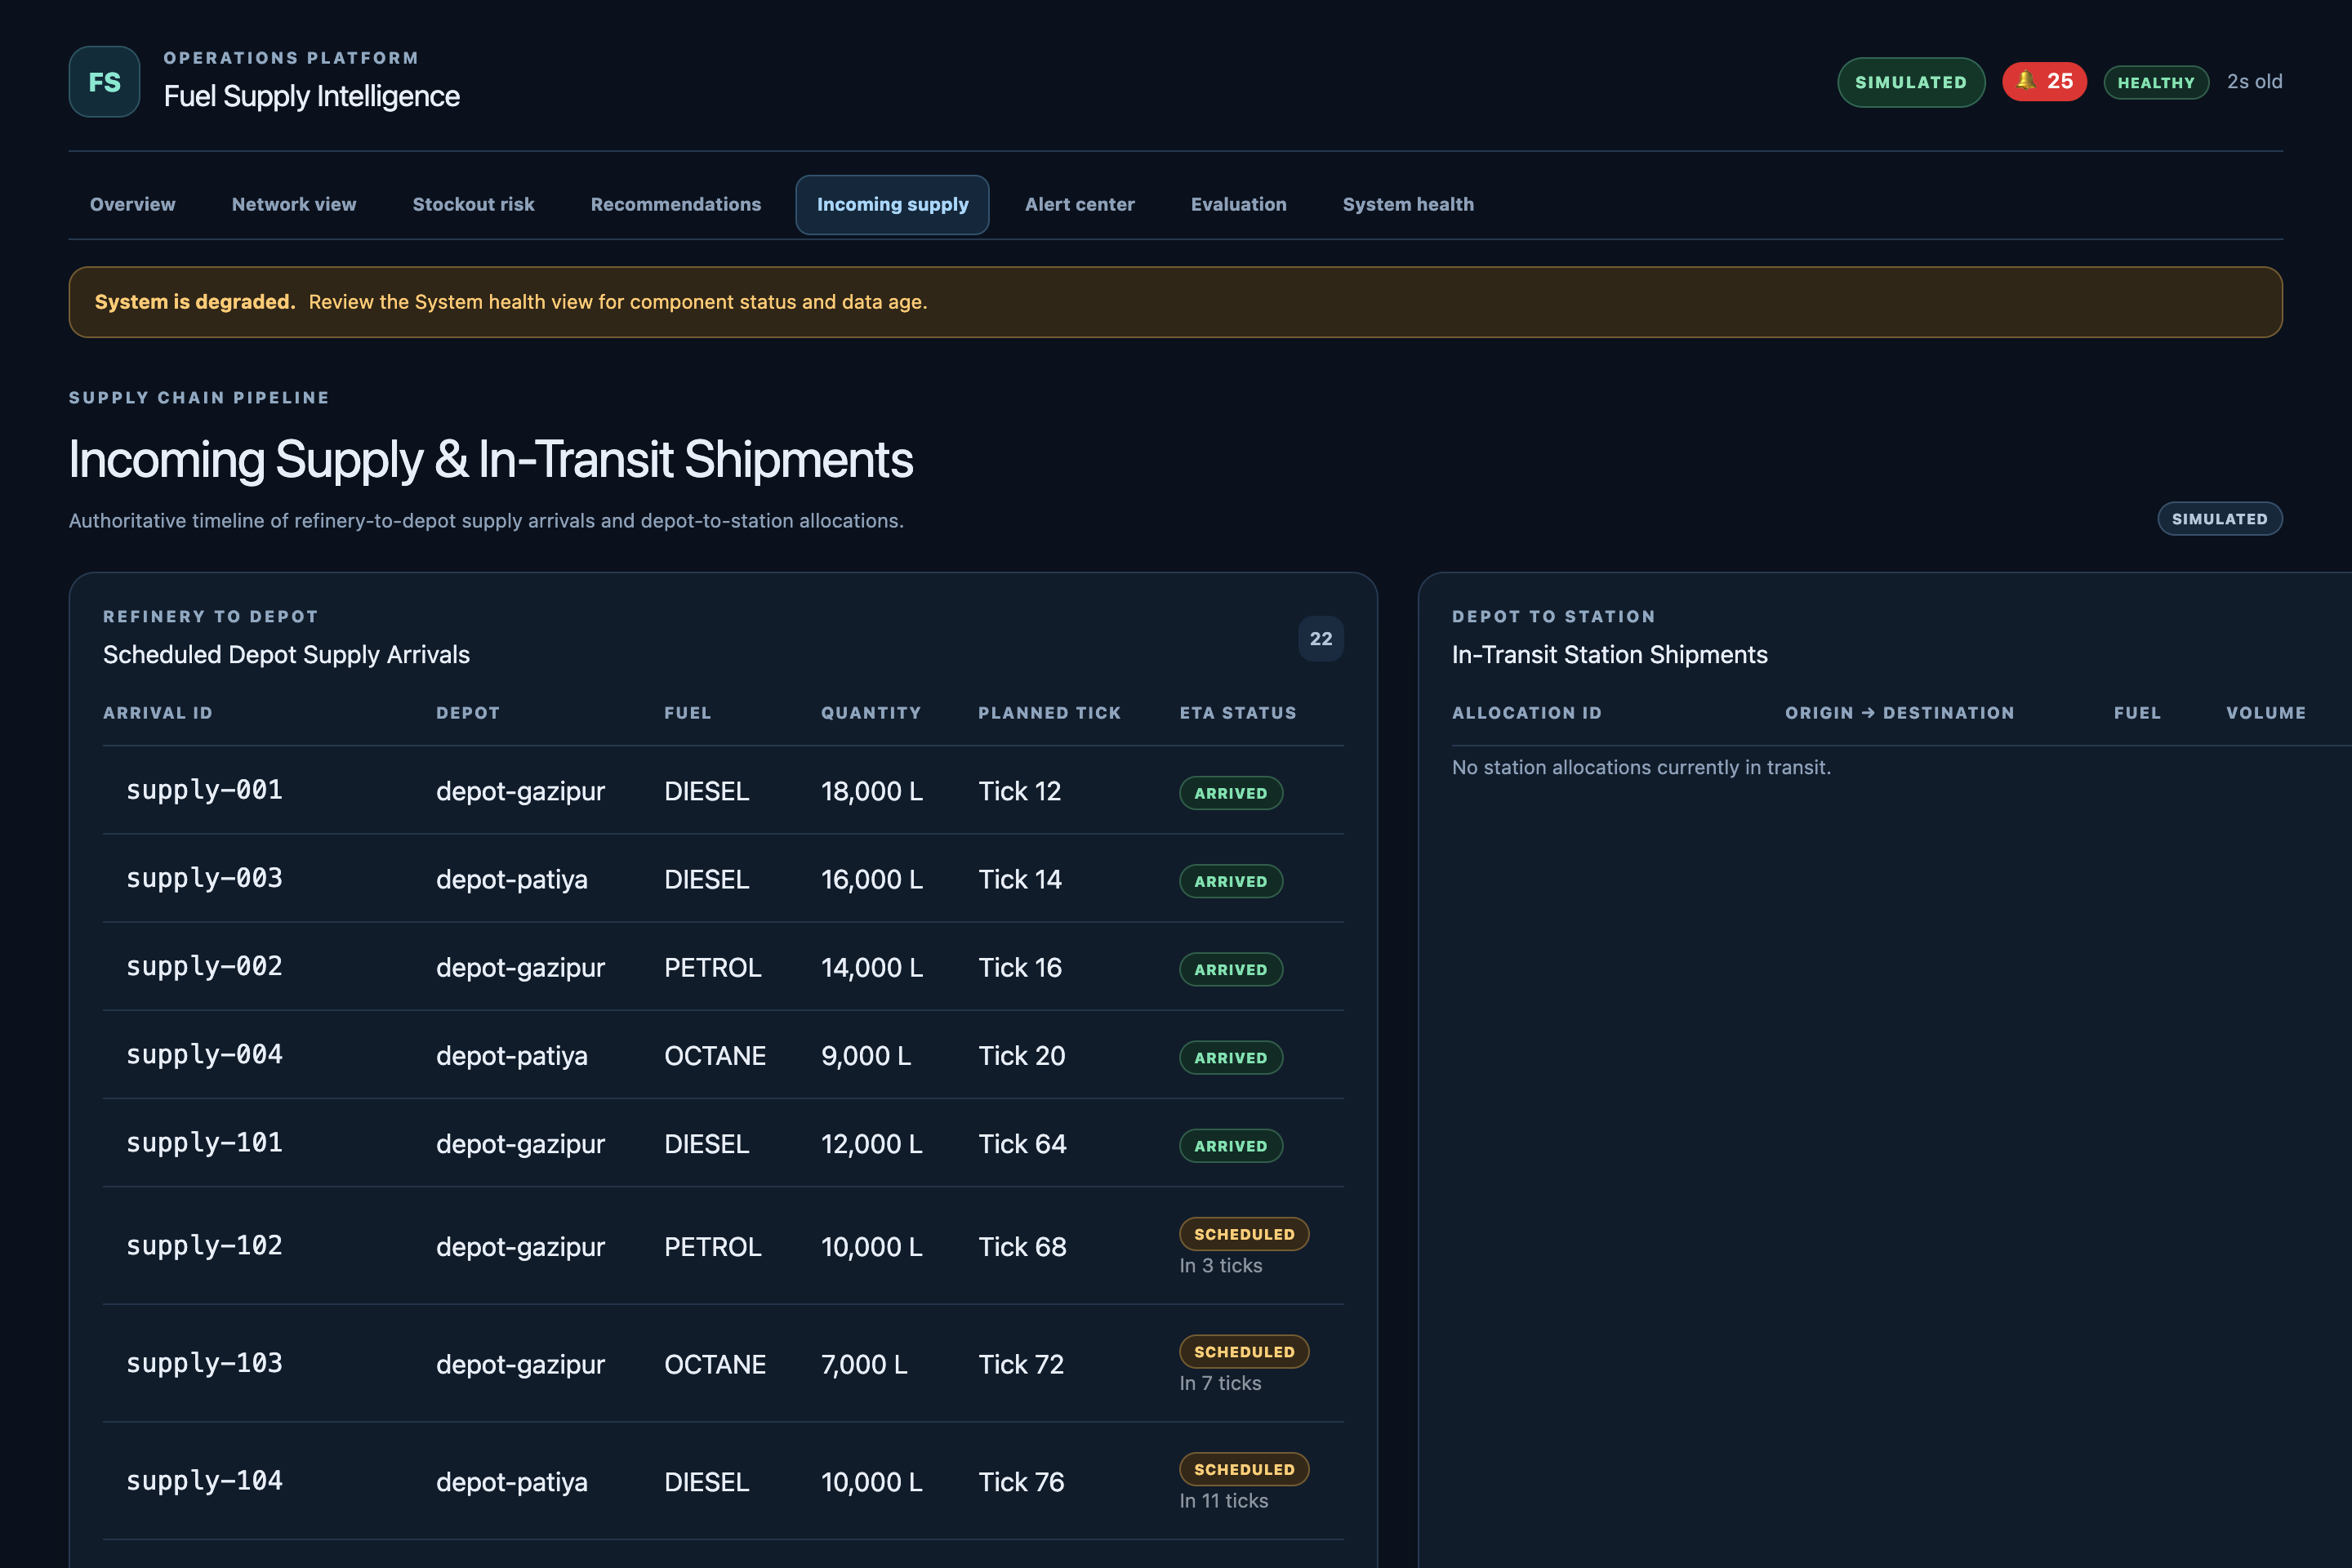 FS
OPERATIONS PLATFORM
Fuel Supply Intelligence
SIMULATED
25
HEALTHY
2s old
Overview
Network view
Stockout risk
Recommendations
Incoming supply
Alert center
Evaluation
System health
System is degraded. Review the System health view for component status and data age.
SUPPLY CHAIN PIPELINE
Incoming Supply & In-Transit Shipments
Authoritative timeline of refinery-to-depot supply arrivals and depot-to-station allocations.
SIMULATED
REFINERY TO DEPOT
Scheduled Depot Supply Arrivals
22
ARRIVAL ID DEPOT FUEL QUANTITY PLANNED TICK ETA STATUS
supply-001 depot-gazipur DIESEL 18,000 L Tick 12 ARRIVED
supply-003 depot-patiya DIESEL 16,000 L Tick 14 ARRIVED
supply-002 depot-gazipur PETROL 14,000 L Tick 16 ARRIVED
supply-004 depot-patiya OCTANE 9,000 L Tick 20 ARRIVED
supply-101 depot-gazipur DIESEL 12,000 L Tick 64 ARRIVED
supply-102 depot-gazipur PETROL 10,000 L Tick 68 SCHEDULED
In 3 ticks
supply-103 depot-gazipur OCTANE 7,000 L Tick 72 SCHEDULED
In 7 ticks
supply-104 depot-patiya DIESEL 10,000 L Tick 76 SCHEDULED
In 11 ticks
DEPOT TO STATION
In-Transit Station Shipments
ALLOCATION ID ORIGIN → DESTINATION FUEL VOLUME
No station allocations currently in transit.